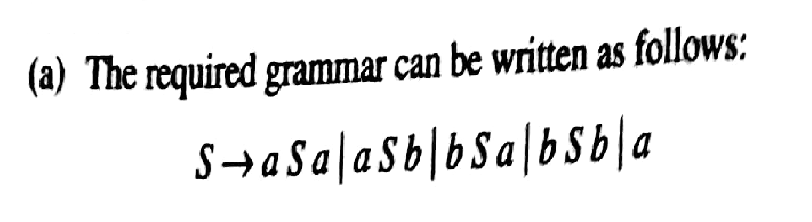 (a) The required grammar can be written as follows:
S→aSa|aSb|bSa|bSb|a